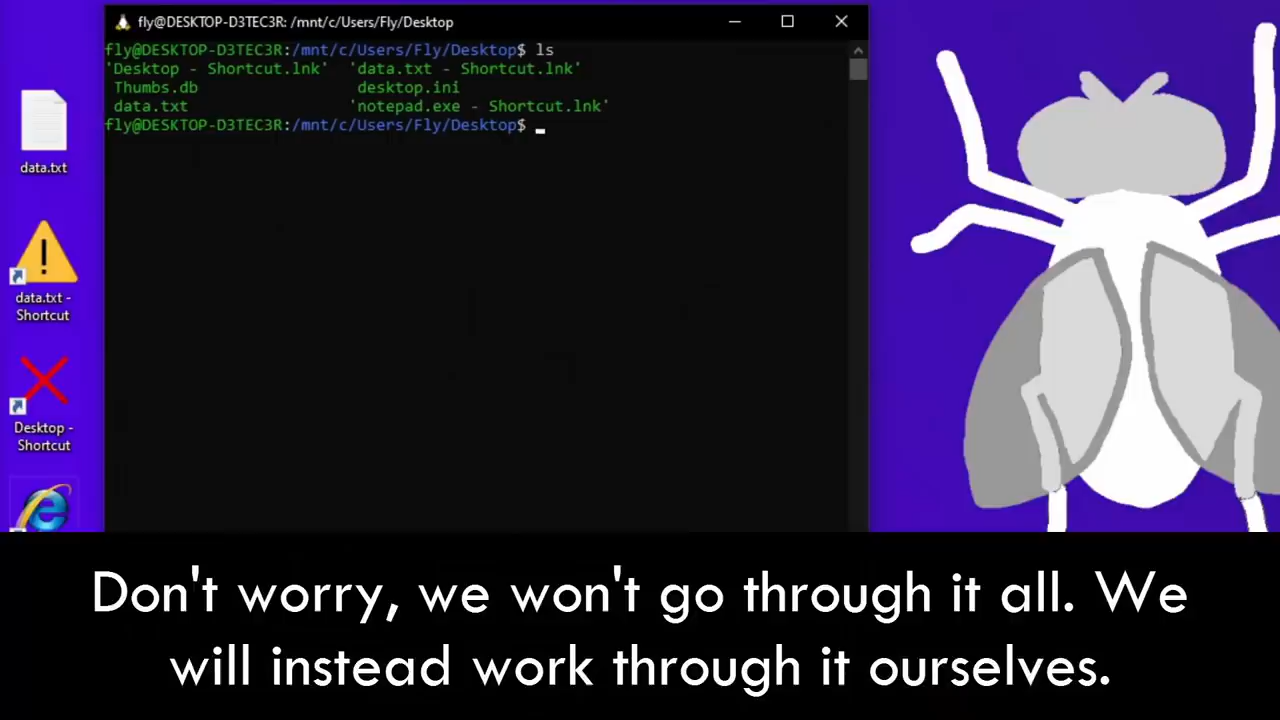 fly@DESKTOP-D3TEC3R: /mnt/c/Users/Fly/Desktop
fly@DESKTOP-D3TEC3R:/mnt/c/Users/Fly/Desktop$ ls
'Desktop - Shortcut.lnk'  'data.txt - Shortcut.lnk'
Thumbs.db  desktop.ini
data.txt  'notepad.exe - Shortcut.lnk'
fly@DESKTOP-D3TEC3R:/mnt/c/Users/Fly/Desktop$ _
data.txt
data.txt -
Shortcut
Desktop -
Shortcut
Don't worry, we won't go through it all. We
will instead work through it ourselves.